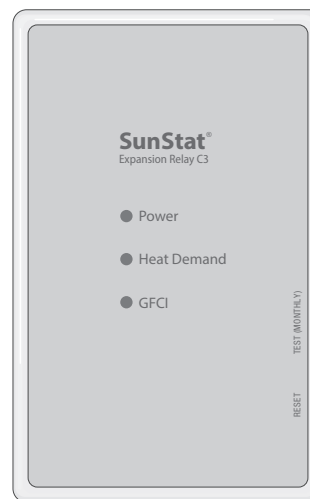 SunStat®
Expansion Relay C3
Power
Heat Demand
GFCI
TEST (MONTHLY)
RESET